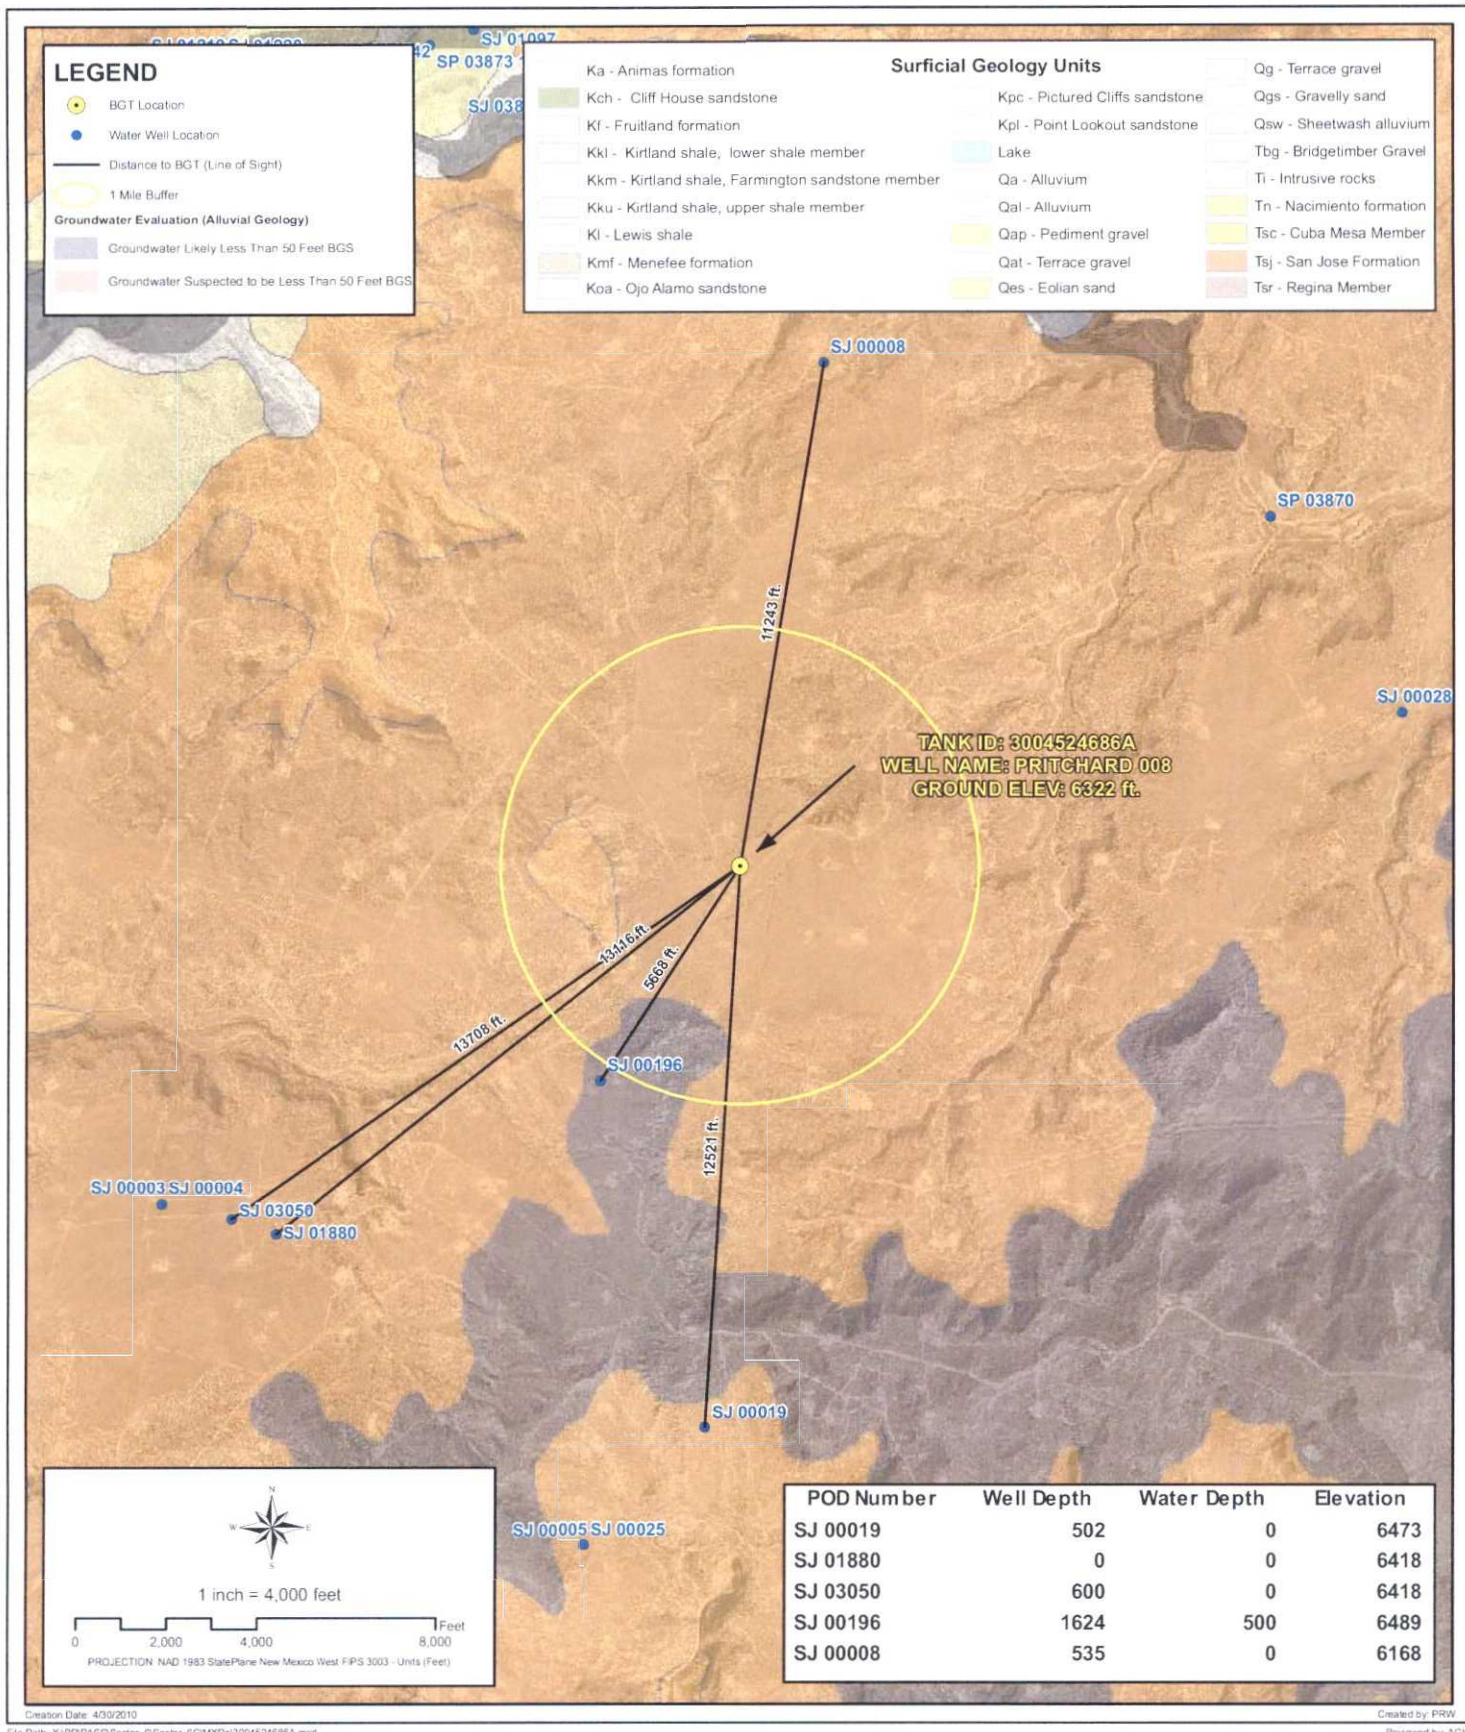 SJ 01097
42
SP 03873
SJ 038
LEGEND
BGT Location
Water Well Location
Distance to BGT (Line of Sight)
1 Mile Buffer
Groundwater Evaluation (Alluvial Geology)
Groundwater Likely Less Than 50 Feet BGS
Groundwater Suspected to be Less Than 50 Feet BGS
Surficial Geology Units
Ka - Animas formation
Kch - Cliff House sandstone
Kf - Fruitland formation
Kkl - Kirtland shale, lower shale member
Kkm - Kirtland shale, Farmington sandstone member
Kku - Kirtland shale, upper shale member
Kl - Lewis shale
Kmf - Menefee formation
Koa - Ojo Alamo sandstone
Kpc - Pictured Cliffs sandstone
Kpl - Point Lookout sandstone
Lake
Qa - Alluvium
Qal - Alluvium
Qap - Pediment gravel
Qat - Terrace gravel
Qes - Eolian sand
Qg - Terrace gravel
Qgs - Gravelly sand
Qsw - Sheetwash alluvium
Tbg - Bridgetimber Gravel
Ti - Intrusive rocks
Tn - Nacimiento formation
Tsc - Cuba Mesa Member
Tsj - San Jose Formation
Tsr - Regina Member
SJ 00008
SP 03870
11243 ft.
SJ 00028
TANK ID: 3004524686A
WELL NAME: PRITCHARD 008
GROUND ELEV: 6322 ft.
13116 ft.
5668 ft.
13708 ft.
SJ 00196
12521 ft.
SJ 00003 SJ 00004
SJ 03050
SJ 01880
SJ 00019
SJ 00005 SJ 00025
N
W E
S
1 inch = 4,000 feet
Feet
0 2,000 4,000 8,000
PROJECTION: NAD 1983 StatePlane New Mexico West FIPS 3003 - Units (Feet)
POD Number Well Depth Water Depth Elevation
SJ 00019 502 0 6473
SJ 01880 0 0 6418
SJ 03050 600 0 6418
SJ 00196 1624 500 6489
SJ 00008 535 0 6168
Creation Date: 4/30/2010
Created by: PRW